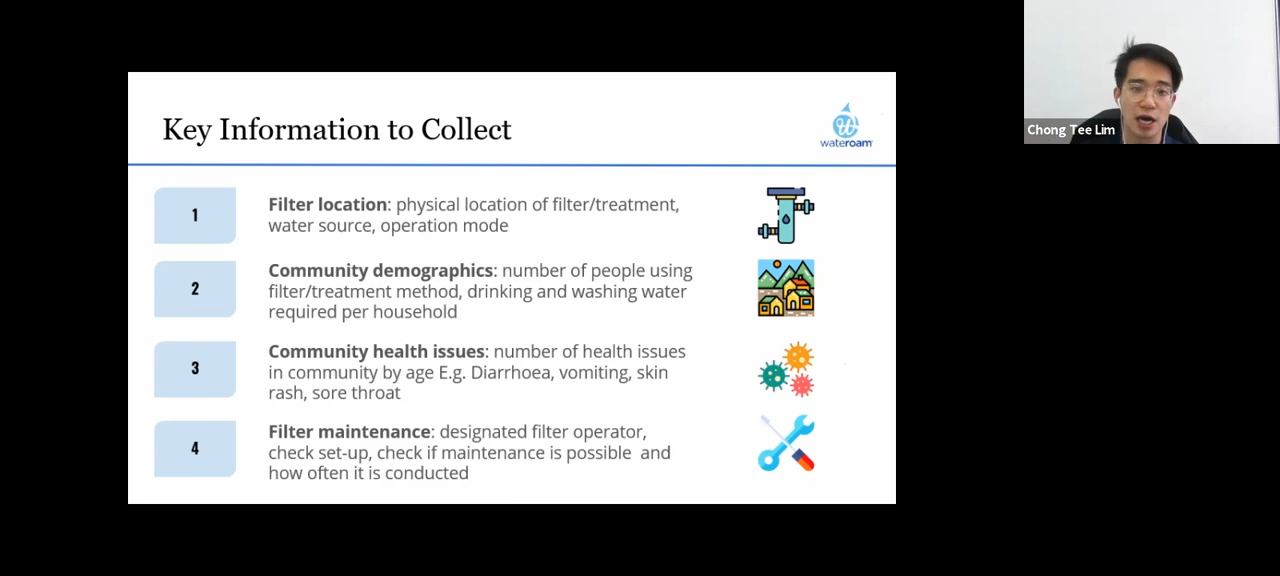 Key Information to Collect
wateroam
1
Filter location: physical location of filter/treatment,
water source, operation mode
2
Community demographics: number of people using
filter/treatment method, drinking and washing water
required per household
3
Community health issues: number of health issues
in community by age E.g. Diarrhoea, vomiting, skin
rash, sore throat
4
Filter maintenance: designated filter operator,
check set-up, check if maintenance is possible  and
how often it is conducted
Chong Tee Lim